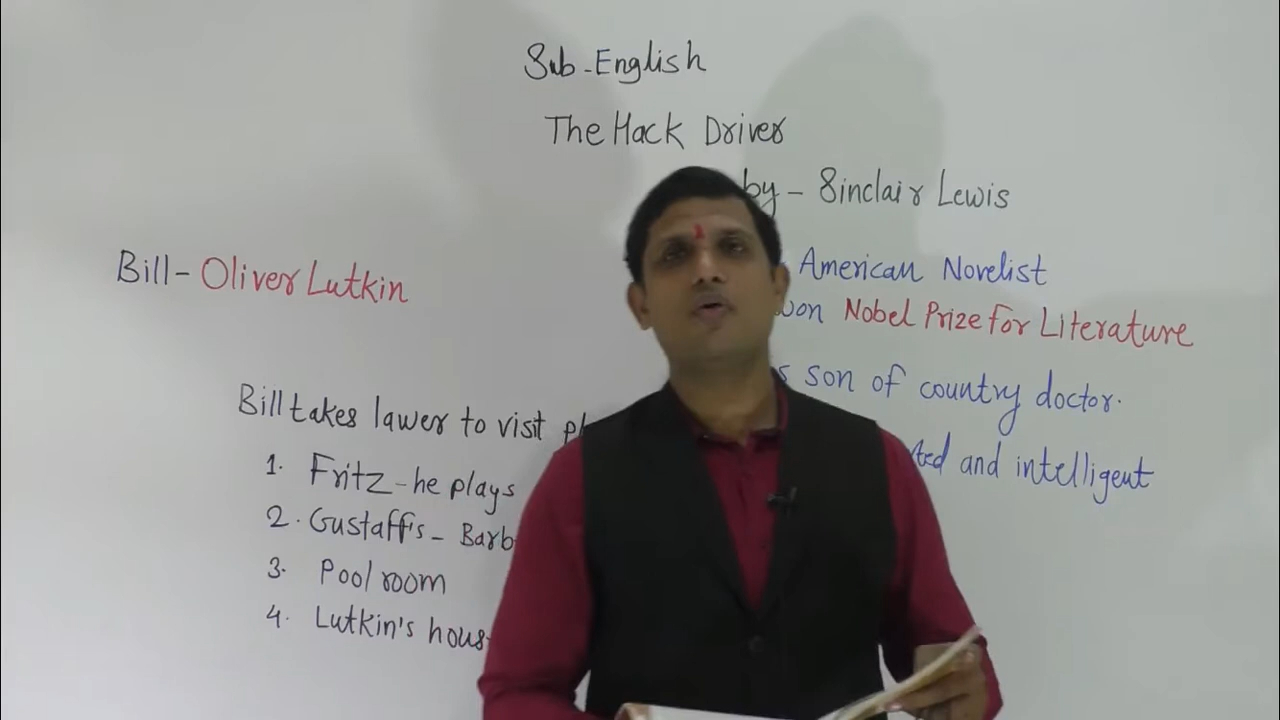 Sub - English
The Hack Driver
by - Sinclair Lewis
American Novelist
won Nobel Prize For Literature
son of country doctor.
and intelligent
Bill - Oliver Lutkin
Bill takes lawer to visit
1. Fritz - he plays
2. Gustaff's -
3. Pool room
4. Lutkin's